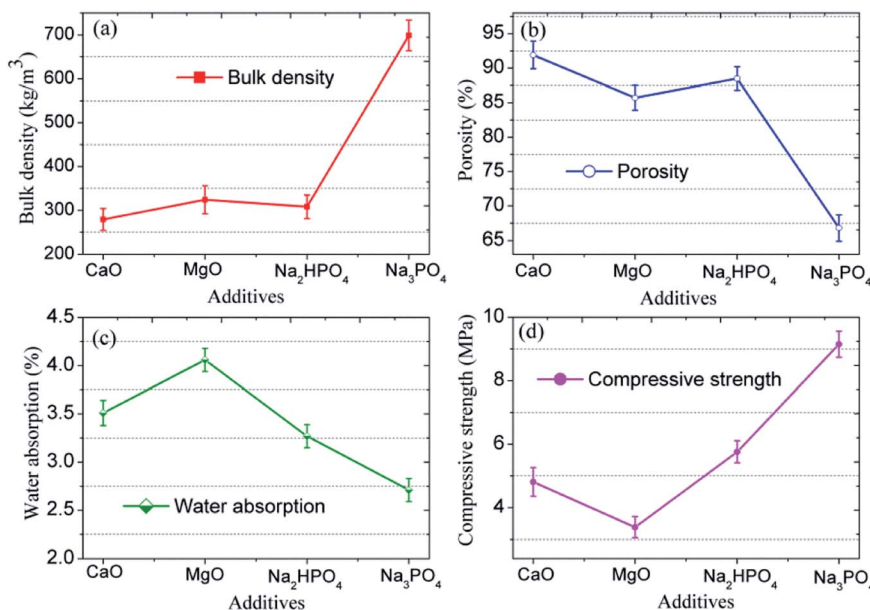 (a)
Bulk density
Bulk density (kg/m³)
700
600
500
400
300
200
CaO
MgO
Na₂HPO₄
Na₃PO₄
Additives
(b)
Porosity
Porosity (%)
95
90
85
80
75
70
65
CaO
MgO
Na₂HPO₄
Na₃PO₄
Additives
(c)
Water absorption
Water absorption (%)
4.5
4.0
3.5
3.0
2.5
2.0
CaO
MgO
Na₂HPO₄
Na₃PO₄
Additives
(d)
Compressive strength
Compressive strength (MPa)
10
8
6
4
CaO
MgO
Na₂HPO₄
Na₃PO₄
Additives